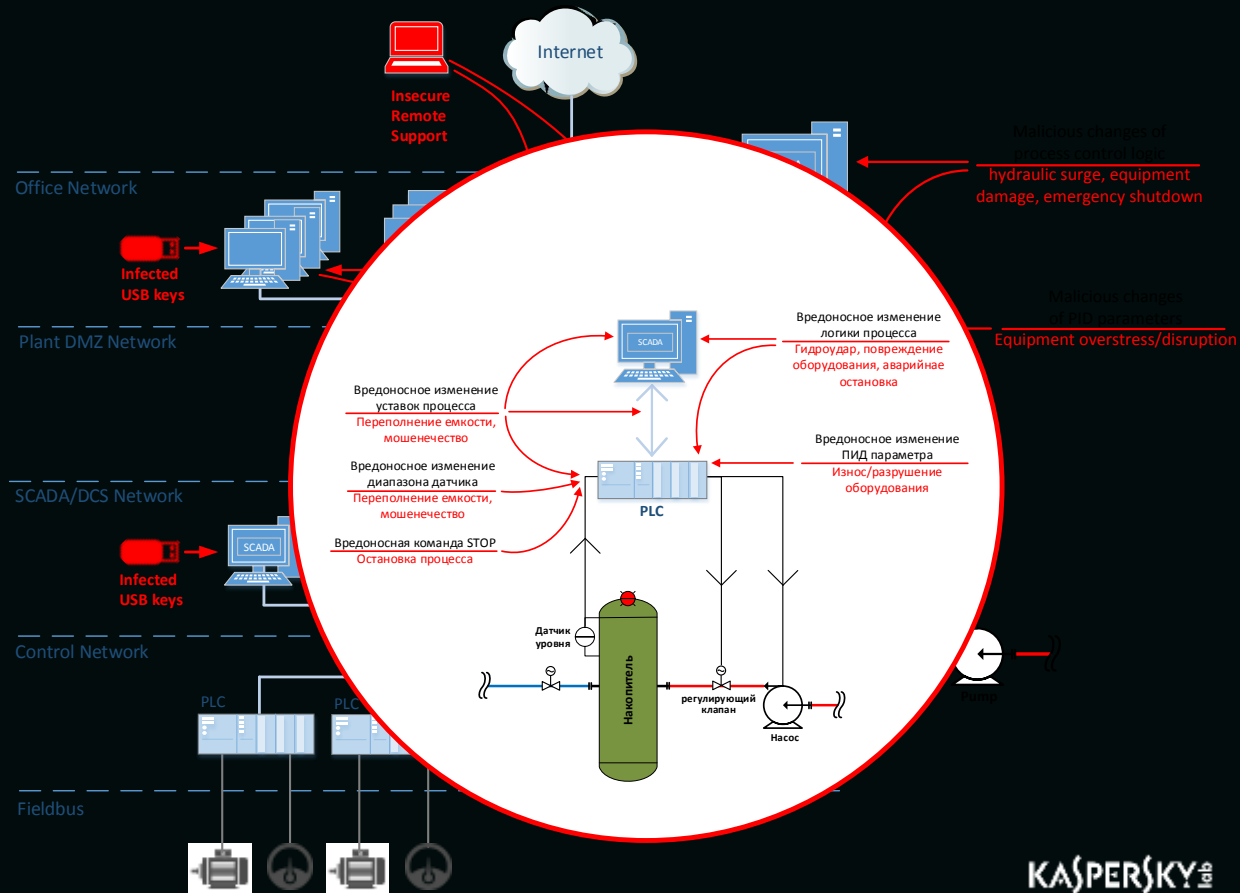 Internet
Insecure
Remote
Support
Malicious changes of
process control logic
hydraulic surge, equipment
damage, emergency shutdown
Office Network
Infected
USB keys
Malicious changes
of PID parameters
Equipment overstress/disruption
Plant DMZ Network
SCADA
Вредоносное изменение
логики процесса
Гидроудар, повреждение
оборудования, аварийнае
остановка
Вредоносное изменение
уставок процесса
Переполнение емкости,
мошенечество
Вредоносное изменение
ПИД параметра
Износ/разрушение
оборудования
Вредоносное изменение
диапазона датчика
Переполнение емкости,
мошенечество
PLC
Вредоносная команда STOP
Остановка процесса
SCADA/DCS Network
SCADA
Infected
USB keys
Датчик
уровня
Накопитель
регулирующий
клапан
Насос
Control Network
Pump
PLC
PLC
Fieldbus
KASPERSKY lab